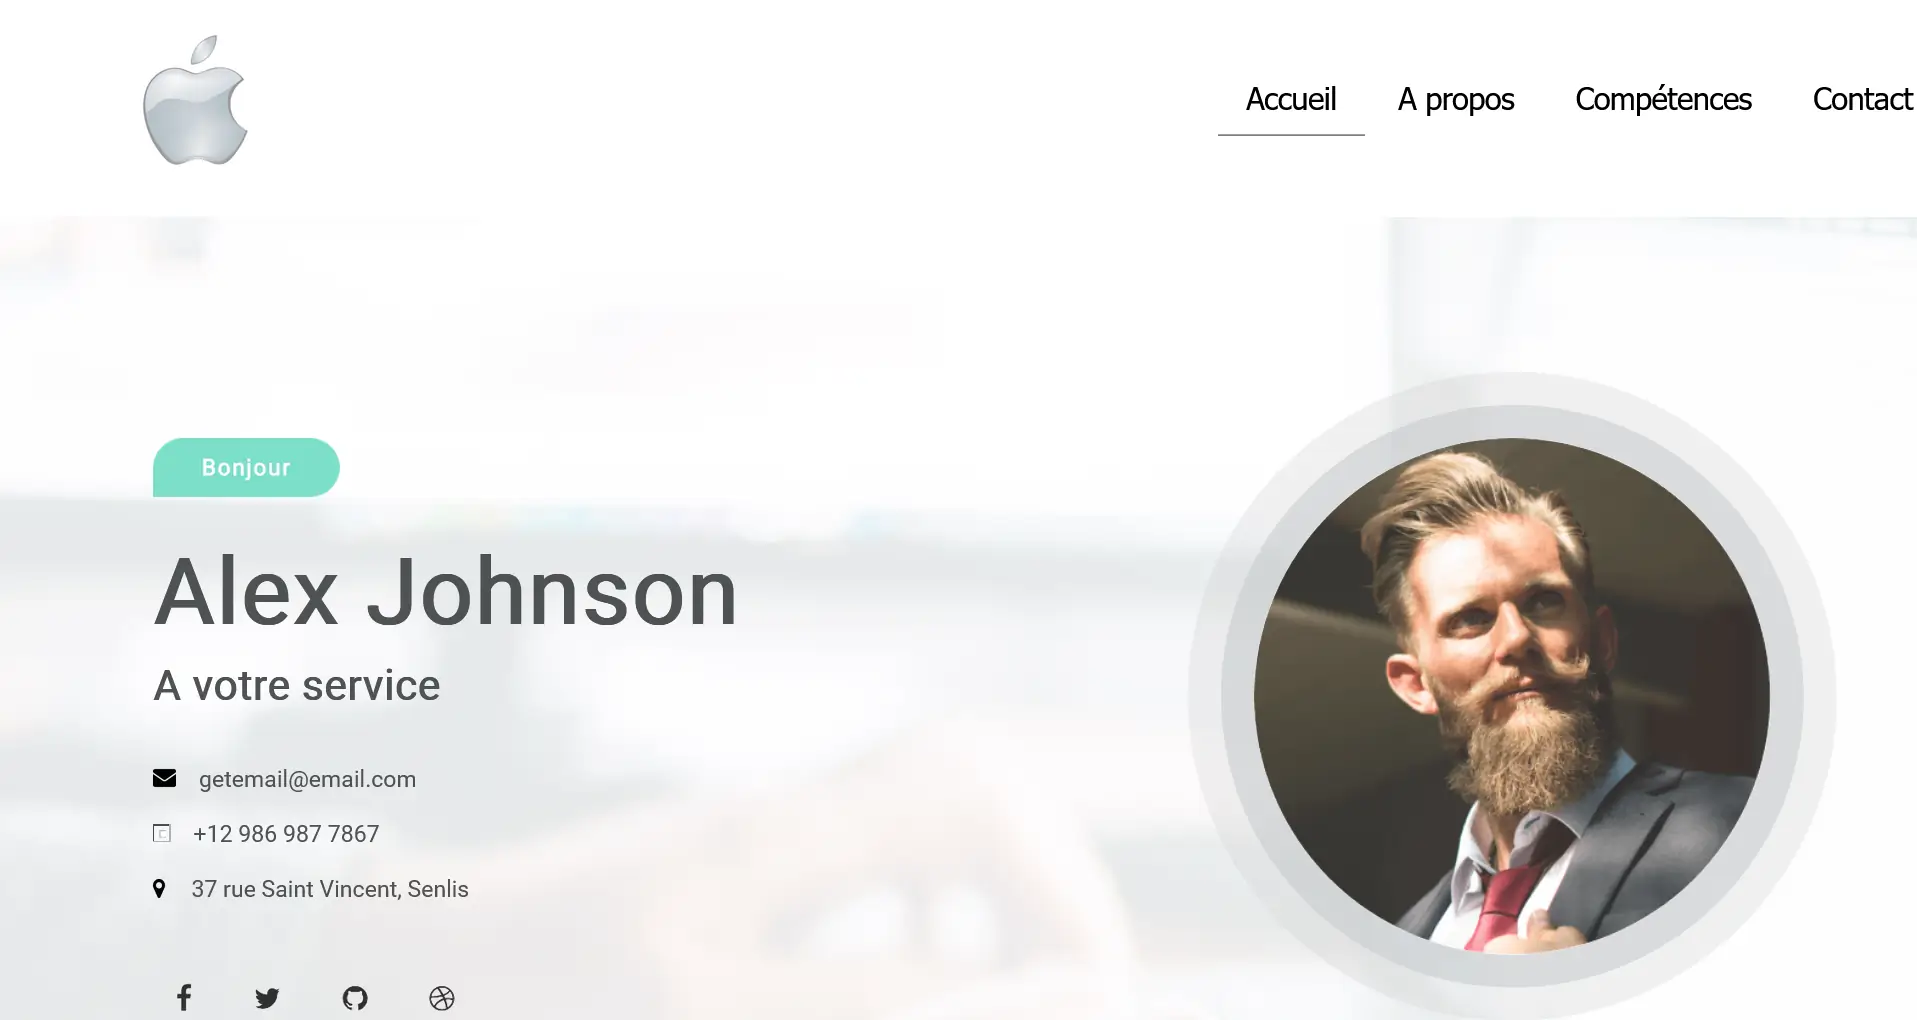 Accueil A propos Compétences Contact
Bonjour
Alex Johnson
A votre service
getemail@email.com
+12 986 987 7867
37 rue Saint Vincent, Senlis